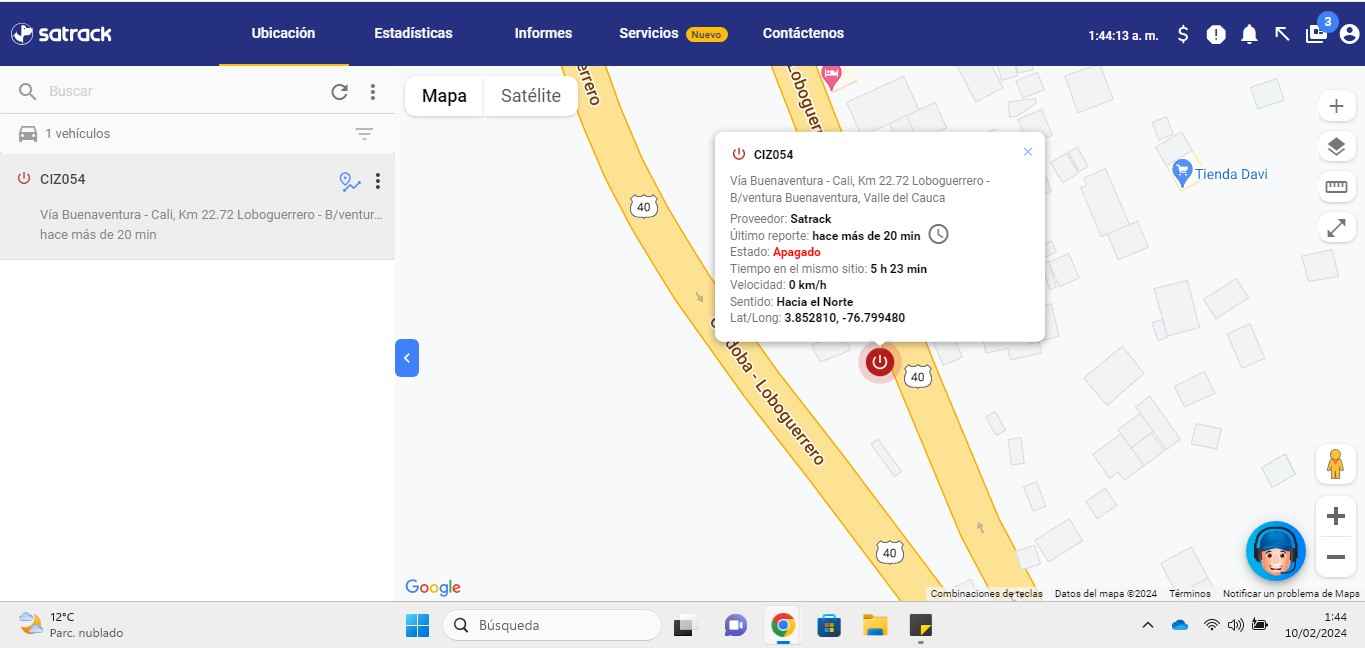 satrack
Ubicación
Estadísticas
Informes
Servicios Nuevo
Contáctenos
1:44:13 a. m.
3
Buscar
1 vehículos
CIZ054
Vía Buenaventura - Cali, Km 22.72 Loboguerrero - B/ventur...
hace más de 20 min
Mapa
Satélite
Loboguerr
40
CIZ054
Vía Buenaventura - Cali, Km 22.72 Loboguerrero -
B/ventura Buenaventura, Valle del Cauca
Proveedor: Satrack
Último reporte: hace más de 20 min
Estado: Apagado
Tiempo en el mismo sitio: 5 h 23 min
Velocidad: 0 km/h
Sentido: Hacia el Norte
Lat/Long: 3.852810, -76.799480
Tienda Davi
doba - Loboguerrero
40
40
Google
Combinaciones de teclas
Datos del mapa ©2024
Términos
Notificar un problema de Maps
12°C
Parc. nublado
Búsqueda
1:44
10/02/2024